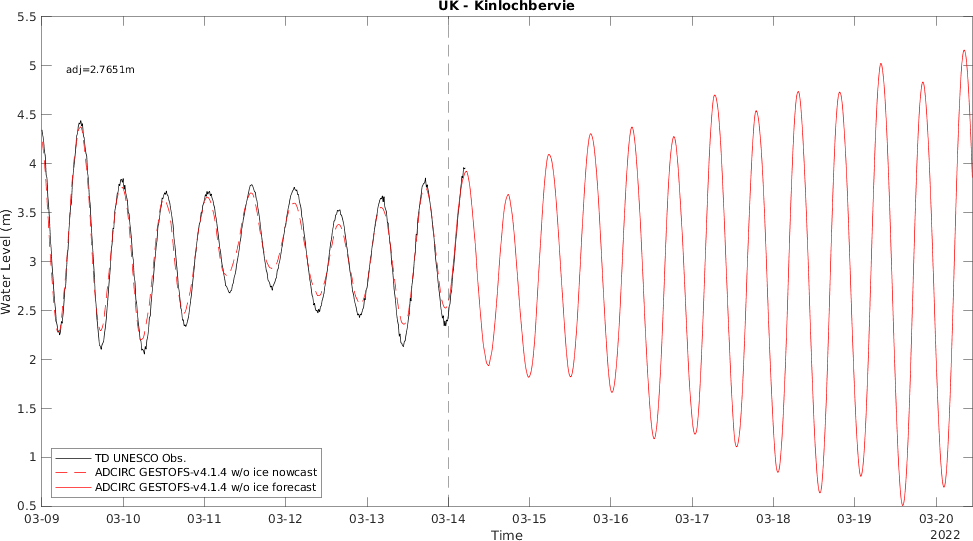 UK - Kinlochbervie
5.5
5
4.5
4
3.5
3
2.5
2
1.5
1
0.5
Water Level (m)
adj=2.7651m
TD UNESCO Obs.
ADCIRC GESTOFS-v4.1.4 w/o ice nowcast
ADCIRC GESTOFS-v4.1.4 w/o ice forecast
03-09 03-10 03-11 03-12 03-13 03-14 03-15 03-16 03-17 03-18 03-19 03-20
2022
Time